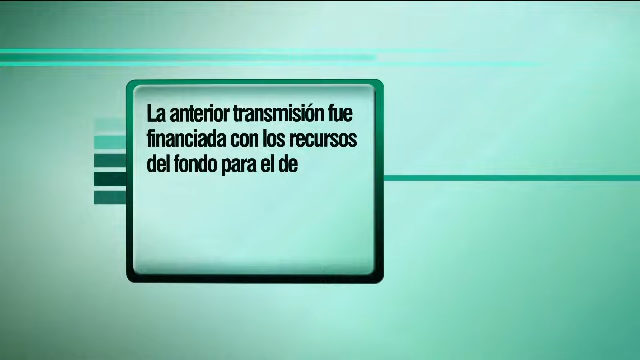 La anterior transmisión fue
financiada con los recursos
del fondo para el de